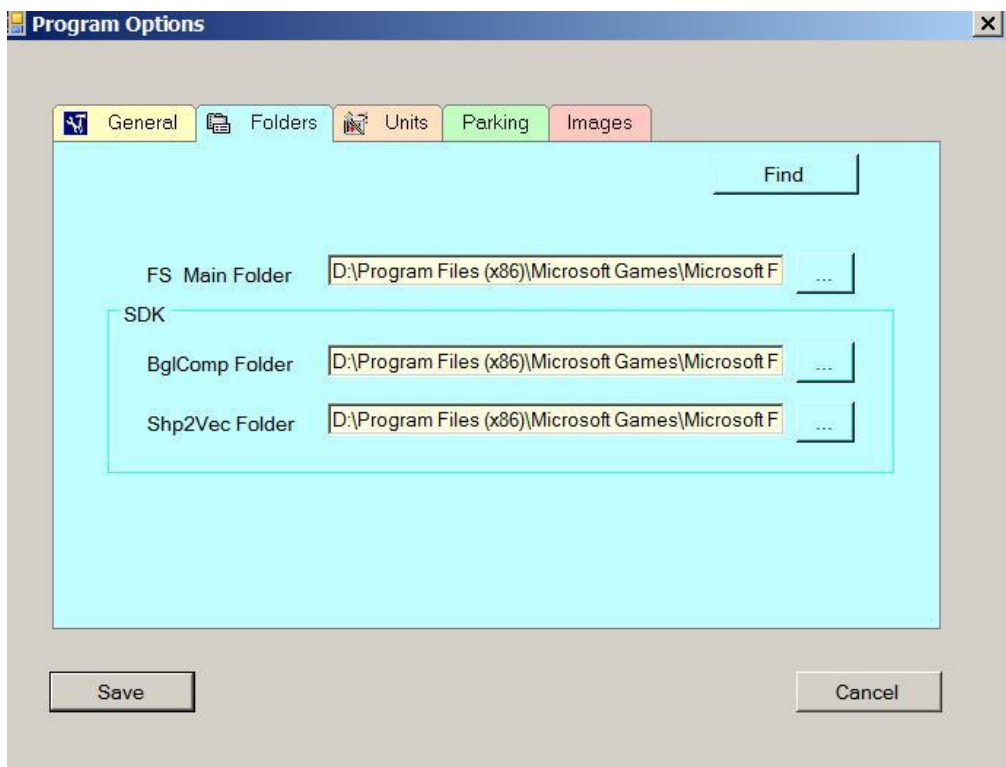 Program Options
General Folders Units Parking Images
Find
FS Main Folder D:\Program Files (x86)\Microsoft Games\Microsoft F ...
SDK
BglComp Folder D:\Program Files (x86)\Microsoft Games\Microsoft F ...
Shp2Vec Folder D:\Program Files (x86)\Microsoft Games\Microsoft F ...
Save Cancel